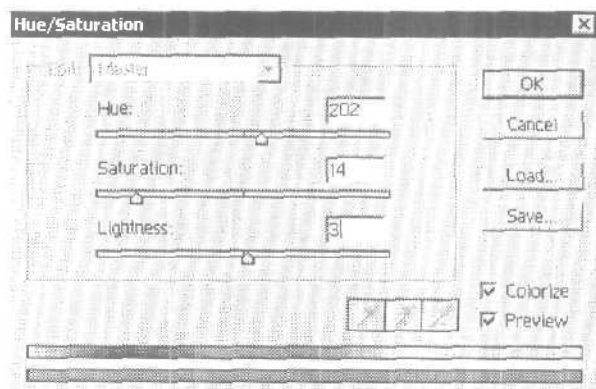 Hue/Saturation
Edit: Master
Hue: 202
Saturation: 14
Lightness: 3
OK
Cancel
Load...
Save...
Colorize
Preview